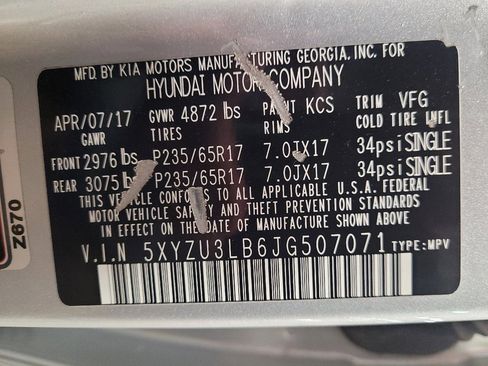 MFD. BY KIA MOTORS MANUFACTURING GEORGIA, INC. FOR
HYUNDAI MOTOR COMPANY
APR/07/17 GVWR 4872 lbs PAINT KCS TRIM VFG
GAWR COLD TIRE INFL
FRONT 2976 lbs P235/65R17 7.0JX17 34psi SINGLE
REAR 3075 lbs P235/65R17 7.0JX17 34psi SINGLE
THIS VEHICLE CONFORMS TO ALL APPLICABLE U.S.A. FEDERAL
MOTOR VEHICLE SAFETY, BUMPER, AND THEFT PREVENTION STANDARDS
IN EFFECT ON THE DATE OF MANUFACTURE SHOWN ABOVE.
V.I.N 5XYZU3LB6JG507071 TYPE:MPV
Z670